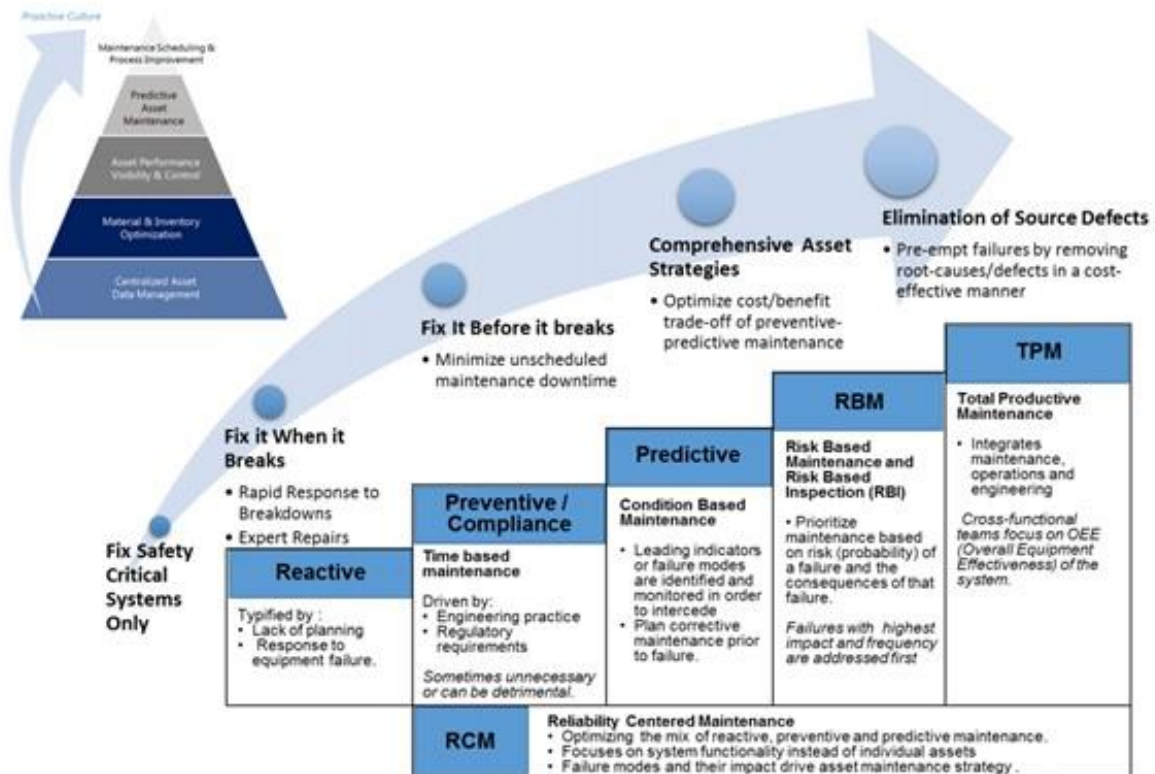 Proactive Culture
Maintenance Scheduling &
Process Improvement
Predictive
Asset
Maintenance
Asset Performance
Visibility & Control
Material & Inventory
Optimization
Centralized Asset
Data Management
Fix Safety
Critical
Systems
Only
Fix it When it
Breaks
• Rapid Response to
Breakdowns
• Expert Repairs
Fix It Before it breaks
• Minimize unscheduled
maintenance downtime
Comprehensive Asset
Strategies
• Optimize cost/benefit
trade-off of preventive-
predictive maintenance
Elimination of Source Defects
• Pre-empt failures by removing
root-causes/defects in a cost-
effective manner
Reactive
Typified by :
• Lack of planning
• Response to
equipment failure.
Preventive /
Compliance
Time based
maintenance
Driven by:
• Engineering practice
• Regulatory
requirements
Sometimes unnecessary
or can be detrimental.
Predictive
Condition Based
Maintenance
• Leading indicators
or failure modes
are identified and
monitored in order
to intercede
• Plan corrective
maintenance prior
to failure.
RBM
Risk Based
Maintenance and
Risk Based
Inspection (RBI)
• Prioritize
maintenance based
on risk (probability) of
a failure and the
consequences of that
failure.
Failures with highest
impact and frequency
are addressed first
TPM
Total Productive
Maintenance
• Integrates
maintenance,
operations and
engineering
Cross-functional
teams focus on OEE
(Overall Equipment
Effectiveness) of the
system.
RCM
Reliability Centered Maintenance
• Optimizing the mix of reactive, preventive and predictive maintenance.
• Focuses on system functionality instead of individual assets
• Failure modes and their impact drive asset maintenance strategy .